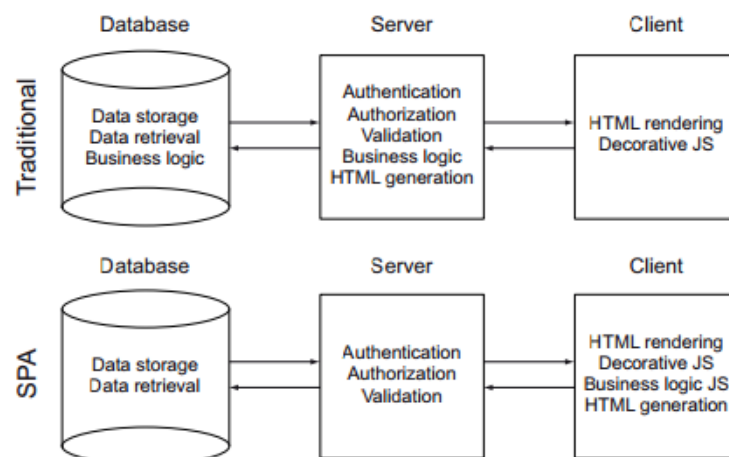 Database
Server
Client
Traditional
Data storage
Data retrieval
Business logic
Authentication
Authorization
Validation
Business logic
HTML generation
HTML rendering
Decorative JS
Database
Server
Client
SPA
Data storage
Data retrieval
Authentication
Authorization
Validation
HTML rendering
Decorative JS
Business logic JS
HTML generation